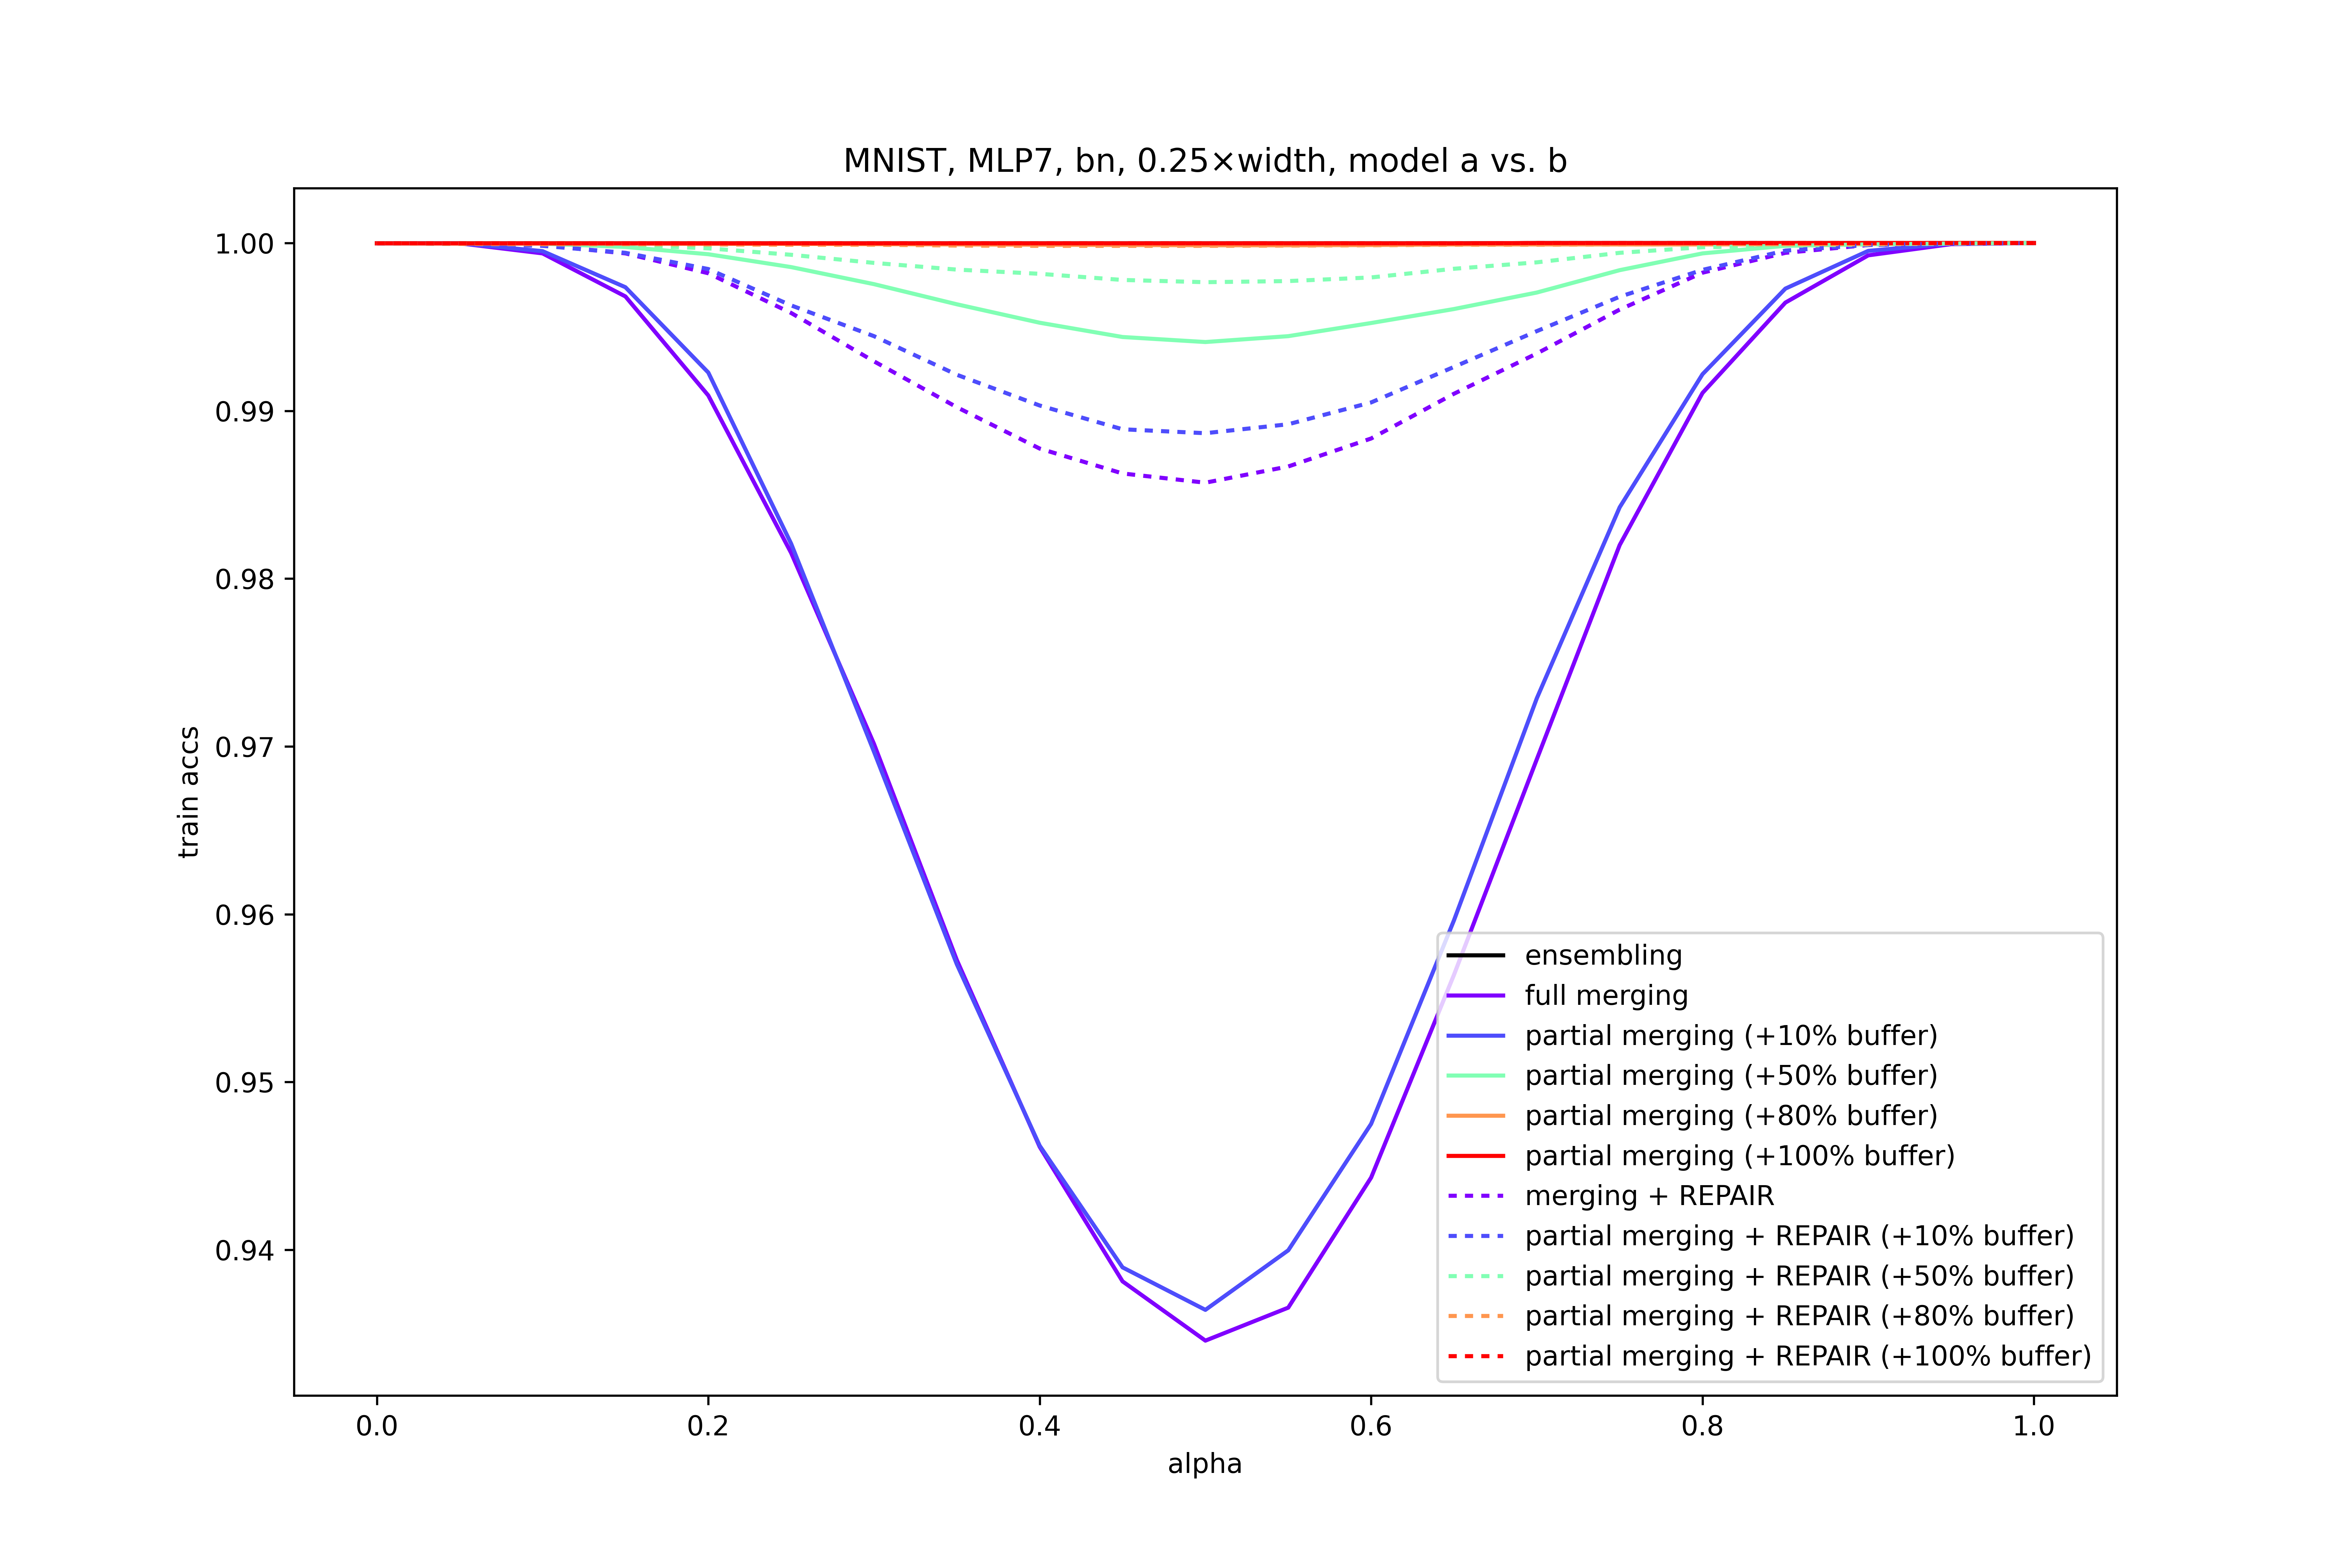 MNIST, MLP7, bn, 0.25×width, model a vs. b
1.00
0.99
0.98
0.97
0.96
0.95
0.94
train accs
ensembling
full merging
partial merging (+10% buffer)
partial merging (+50% buffer)
partial merging (+80% buffer)
partial merging (+100% buffer)
merging + REPAIR
partial merging + REPAIR (+10% buffer)
partial merging + REPAIR (+50% buffer)
partial merging + REPAIR (+80% buffer)
partial merging + REPAIR (+100% buffer)
0.0 0.2 0.4 0.6 0.8 1.0
alpha